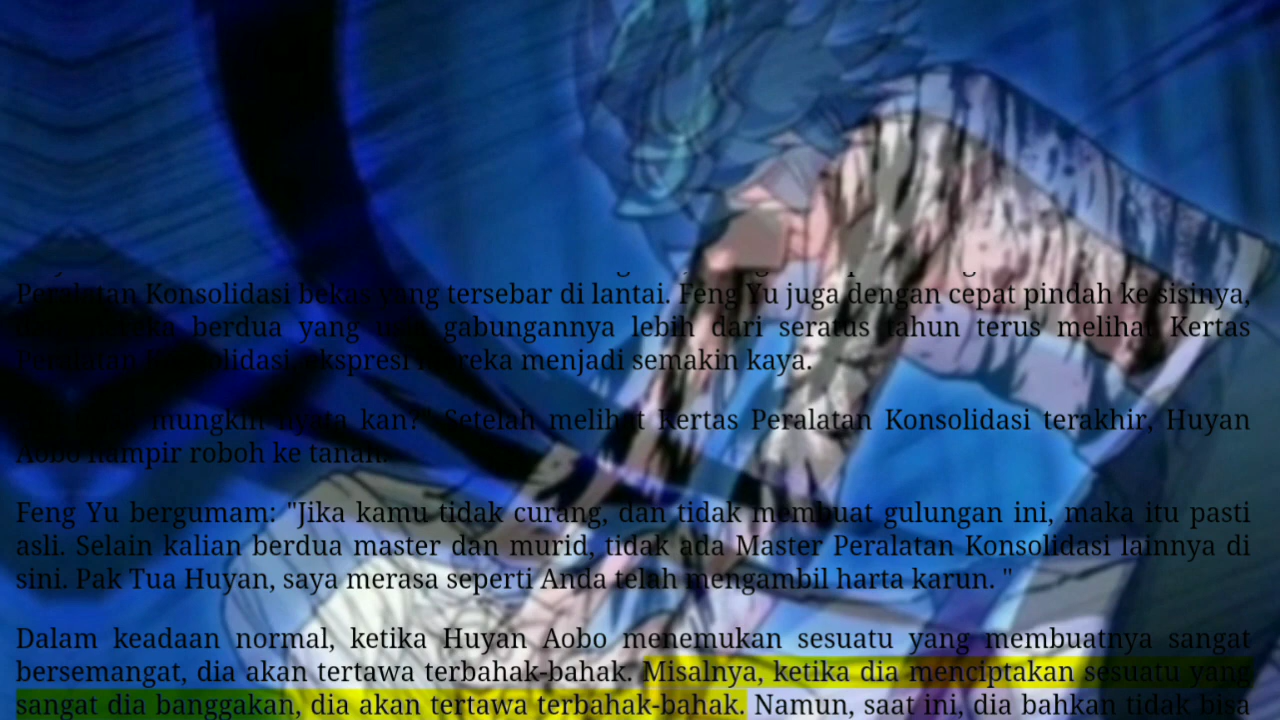 Peralatan Konsolidasi bekas yang tersebar di lantai. Feng Yu juga dengan cepat pindah ke sisinya,
berdua yang gabungannya lebih dari seratus tahun terus melihat Kertas
Peralatan Konsolidasi, ekspresi mereka menjadi semakin kaya.
mungkin nyata kan?" Setelah melihat Kertas Peralatan Konsolidasi terakhir, Huyan
Aobo hampir roboh ke tanah.
Feng Yu bergumam: "Jika kamu tidak curang, dan tidak membuat gulungan ini, maka itu pasti
asli. Selain kalian berdua master dan murid, tidak ada Master Peralatan Konsolidasi lainnya di
sini. Pak Tua Huyan, saya merasa seperti Anda telah mengambil harta karun. "
Dalam keadaan normal, ketika Huyan Aobo menemukan sesuatu yang membuatnya sangat
bersemangat, dia akan tertawa terbahak-bahak. Misalnya, ketika dia menciptakan sesuatu yang
sangat dia banggakan, dia akan tertawa terbahak-bahak. Namun, saat ini, dia bahkan tidak bisa